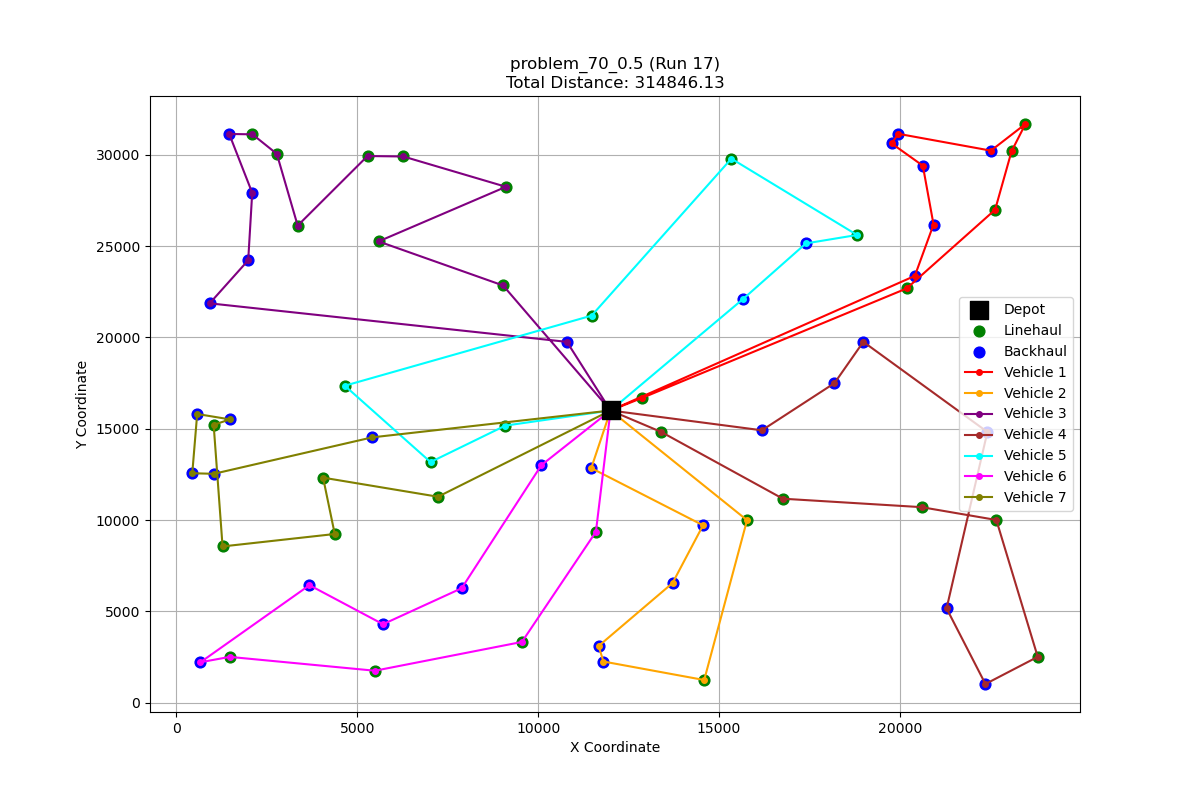 problem_70_0.5 (Run 17)
Total Distance: 314846.13
Y Coordinate
30000
25000
20000
15000
10000
5000
0
Depot
Linehaul
Backhaul
Vehicle 1
Vehicle 2
Vehicle 3
Vehicle 4
Vehicle 5
Vehicle 6
Vehicle 7
0 5000 10000 15000 20000
X Coordinate